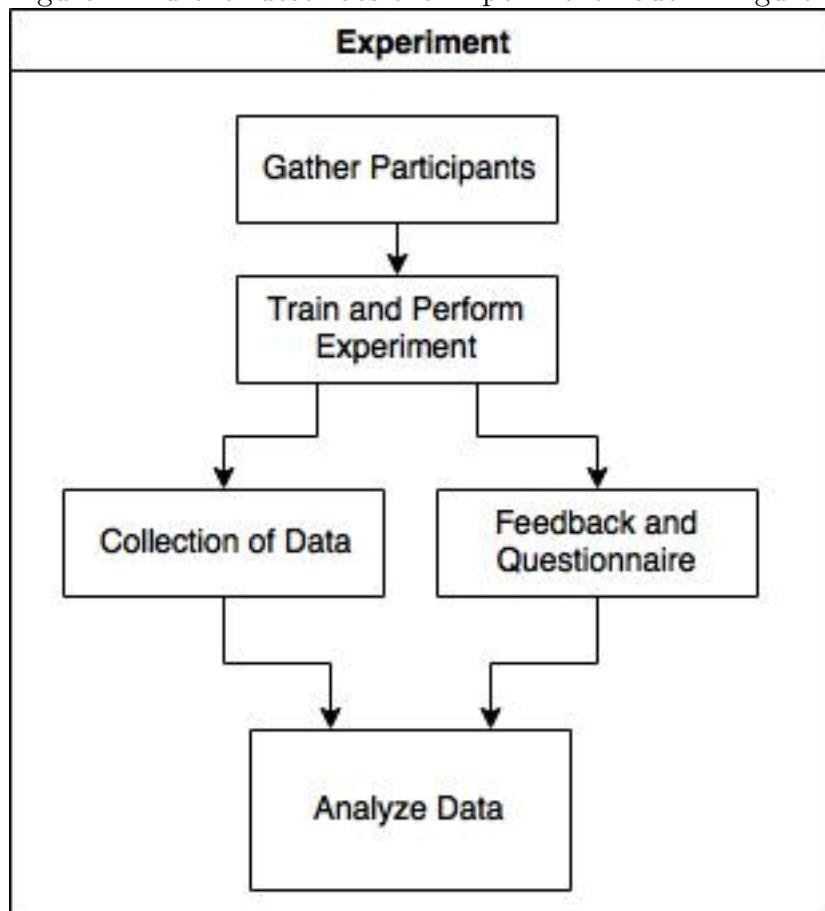 Experiment
Gather Participants
Train and Perform
Experiment
Collection of Data
Feedback and
Questionnaire
Analyze Data